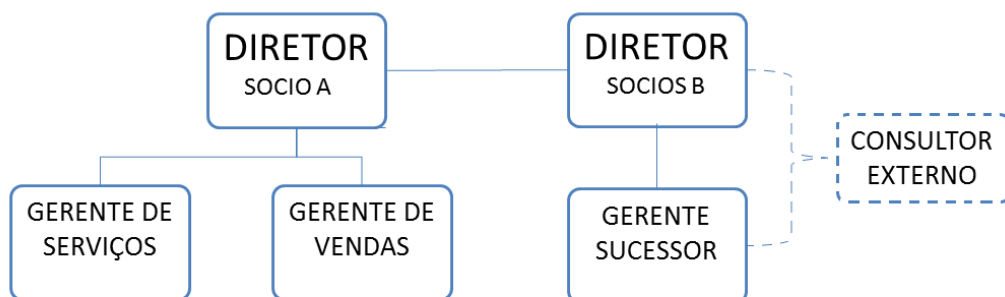 DIRETOR
SOCIO A
DIRETOR
SOCIOS B
CONSULTOR
EXTERNO
GERENTE DE
SERVIÇOS
GERENTE DE
VENDAS
GERENTE
SUCESSOR